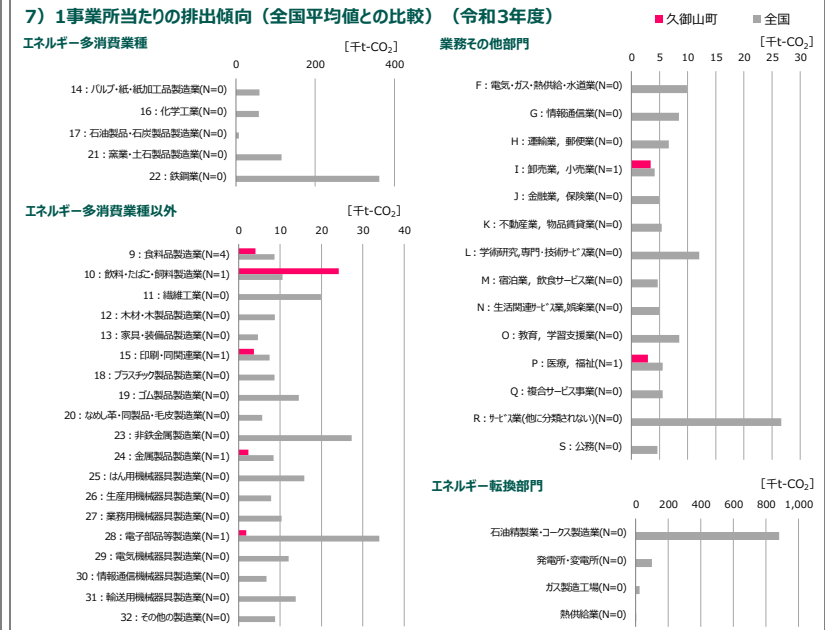 7）1事業所当たりの排出傾向（全国平均値との比較）（令和3年度）
■久御山町 ■全国
エネルギー多消費業種
［千t-CO₂］
0 200 400
14：パルプ・紙・紙加工品製造業(N=0)
16：化学工業(N=0)
17：石油製品・石炭製品製造業(N=0)
21：窯業・土石製品製造業(N=0)
22：鉄鋼業(N=0)
エネルギー多消費業種以外
［千t-CO₂］
0 10 20 30 40
9：食料品製造業(N=4)
10：飲料・たばこ・飼料製造業(N=1)
11：繊維工業(N=0)
12：木材・木製品製造業(N=0)
13：家具・装備品製造業(N=0)
15：印刷・同関連業(N=1)
18：プラスチック製品製造業(N=0)
19：ゴム製品製造業(N=0)
20：なめし革・同製品・毛皮製造業(N=0)
23：非鉄金属製造業(N=0)
24：金属製品製造業(N=1)
25：はん用機械器具製造業(N=0)
26：生産用機械器具製造業(N=0)
27：業務用機械器具製造業(N=0)
28：電子部品等製造業(N=1)
29：電気機械器具製造業(N=0)
30：情報通信機械器具製造業(N=0)
31：輸送用機械器具製造業(N=0)
32：その他の製造業(N=0)
業務その他部門
［千t-CO₂］
0 5 10 15 20 25 30
F：電気・ガス・熱供給・水道業(N=0)
G：情報通信業(N=0)
H：運輸業，郵便業(N=0)
I：卸売業，小売業(N=1)
J：金融業，保険業(N=0)
K：不動産業，物品賃貸業(N=0)
L：学術研究,専門・技術ｻｰﾋﾞｽ業(N=0)
M：宿泊業，飲食サービス業(N=0)
N：生活関連ｻｰﾋﾞｽ業,娯楽業(N=0)
O：教育，学習支援業(N=0)
P：医療，福祉(N=1)
Q：複合サービス事業(N=0)
R：ｻｰﾋﾞｽ業(他に分類されない)(N=0)
S：公務(N=0)
エネルギー転換部門
［千t-CO₂］
0 200 400 600 800 1,000
石油精製業・コークス製造業(N=0)
発電所・変電所(N=0)
ガス製造工場(N=0)
熱供給業(N=0)